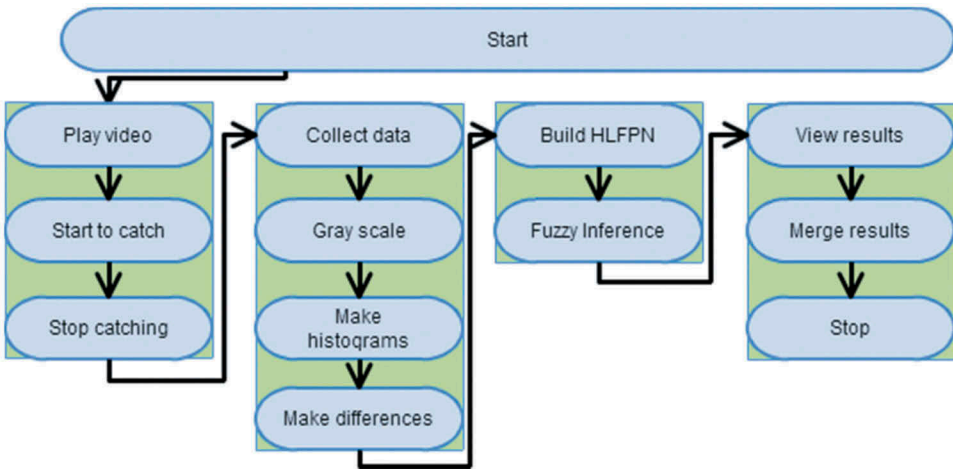 Start
Play video
Start to catch
Stop catching
Collect data
Gray scale
Make
histograms
Make differences
Build HLFPN
Fuzzy Inference
View results
Merge results
Stop